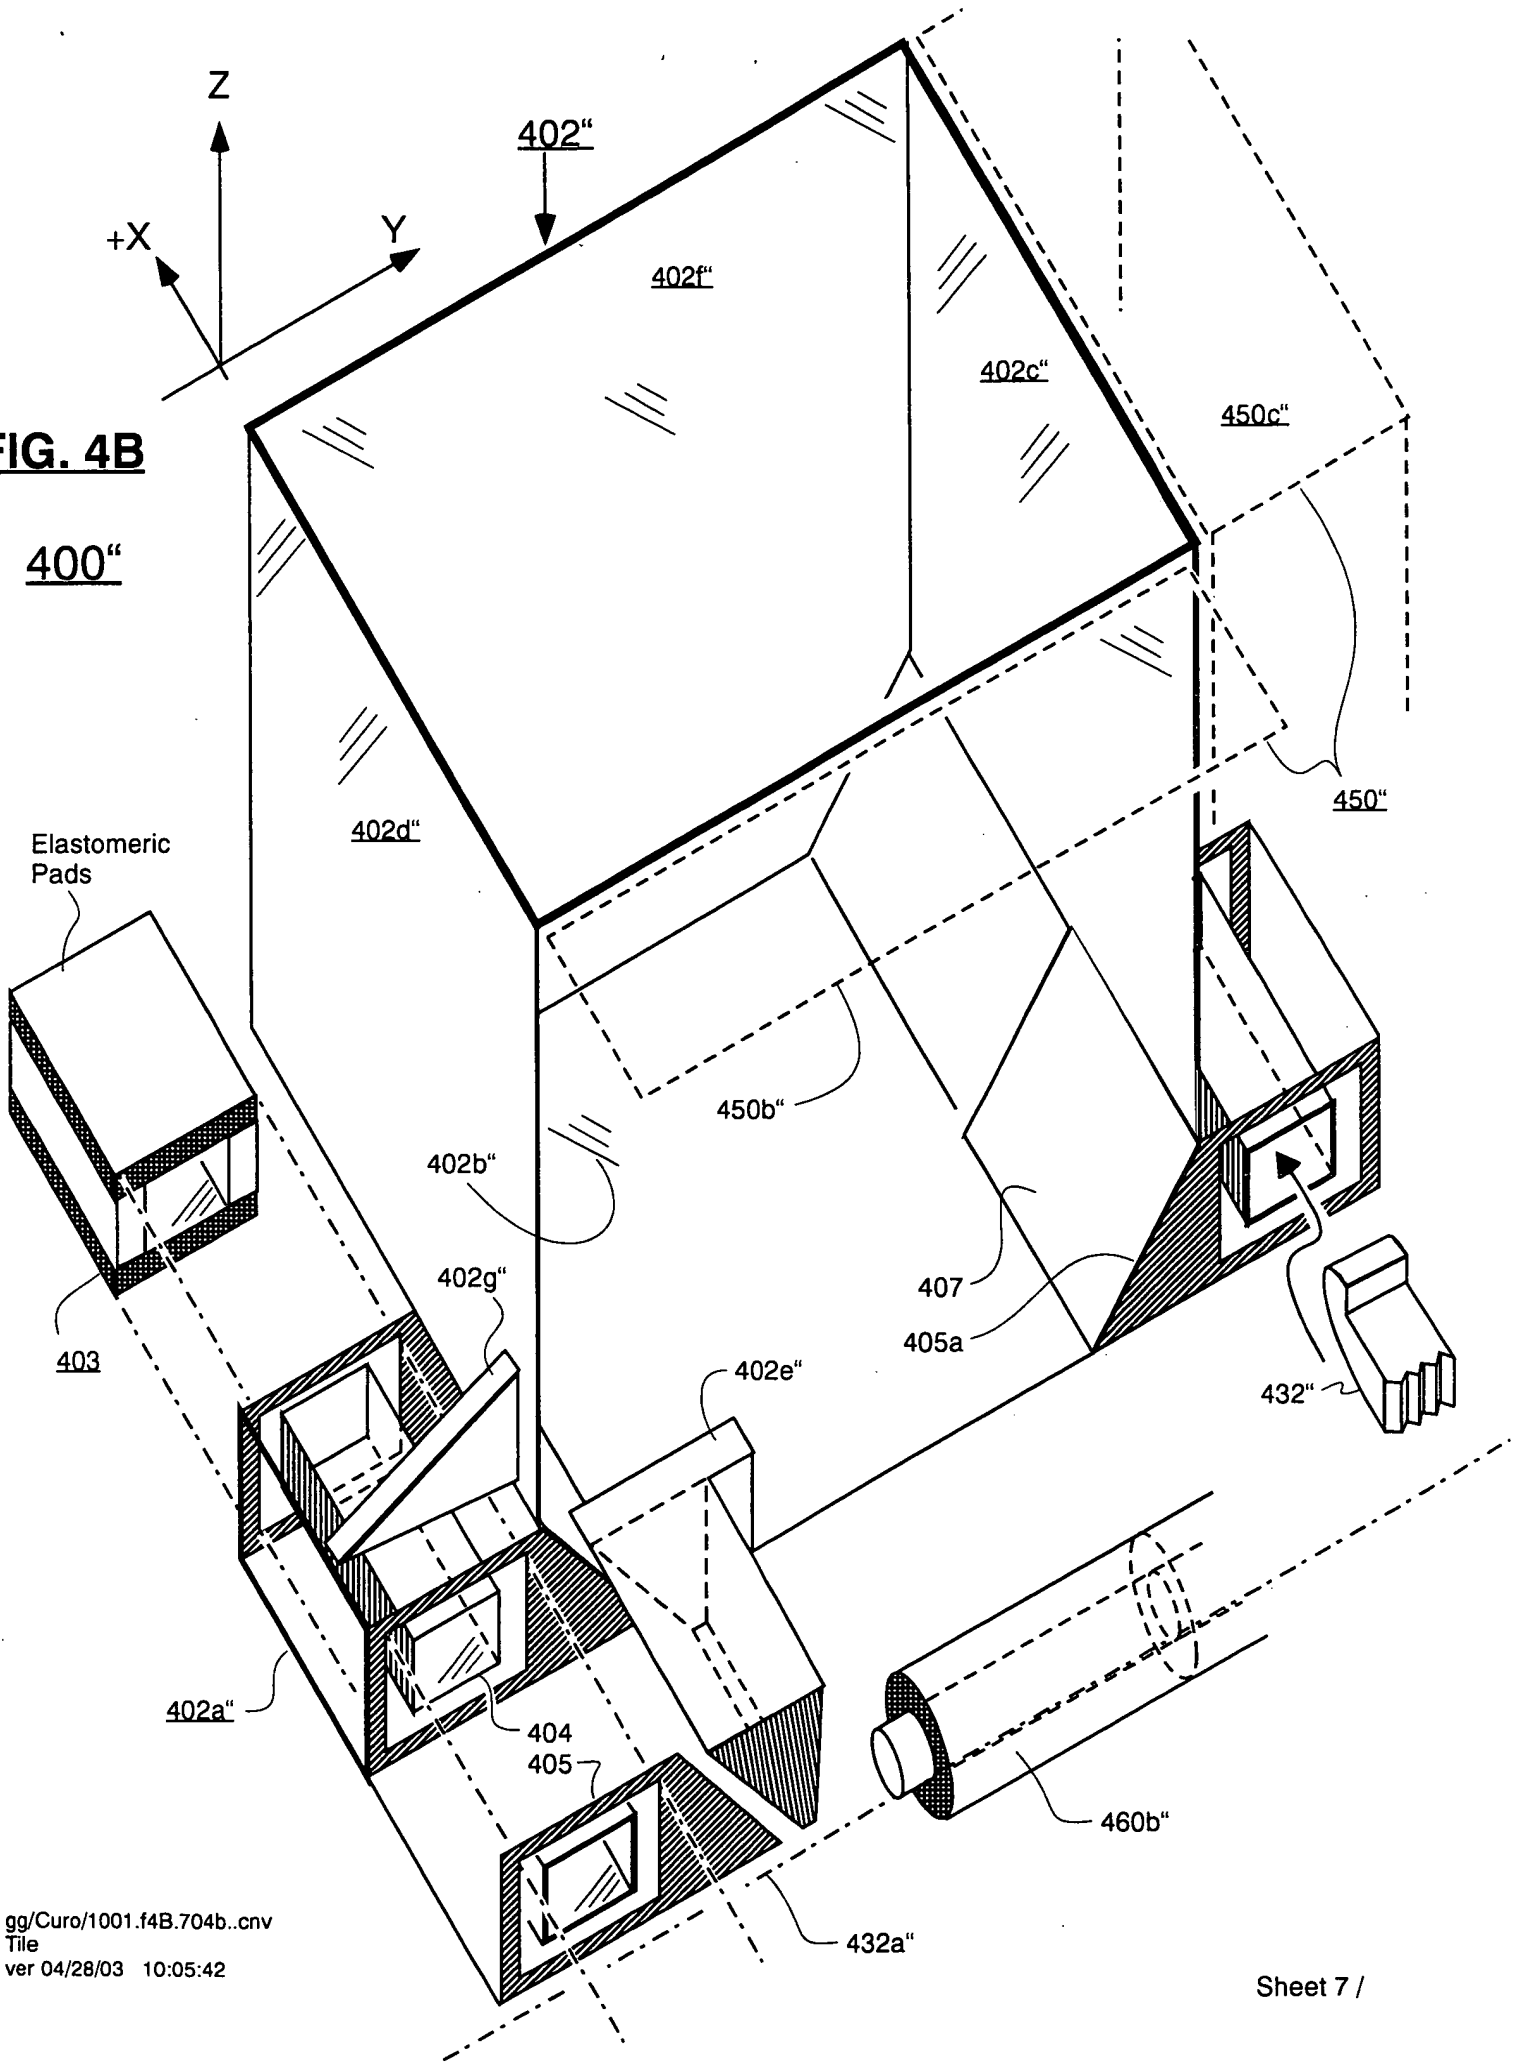 Z
402“
+X
Y
402f“
402c“
450c“
FIG. 4B
400“
450“
402d“
Elastomeric
Pads
450b“
402b“
402g“
407
405a
403
402e“
432“
402a“
404
405
460b“
432a“
gg/Curo/1001.f4B.704b..cnv
Tile
ver 04/28/03 10:05:42
Sheet 7 /